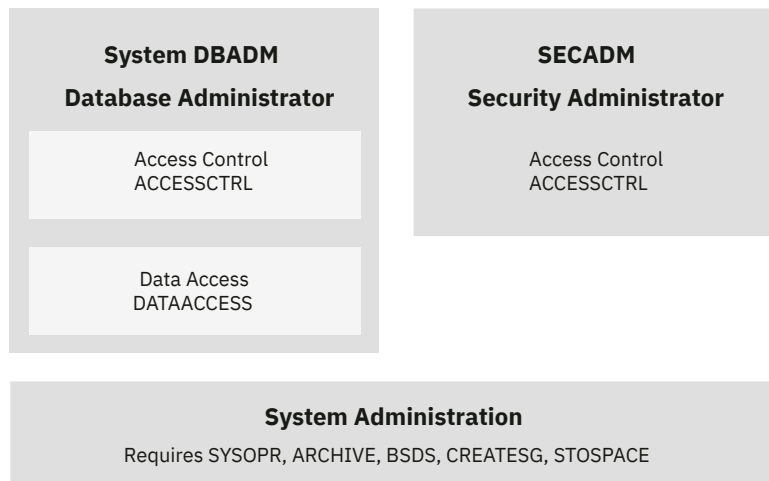 System DBADM
Database Administrator
Access Control
ACCESSCTRL
Data Access
DATAACCESS
SECADM
Security Administrator
Access Control
ACCESSCTRL
System Administration
Requires SYSOPR, ARCHIVE, BSDS, CREATESG, STOSPACE